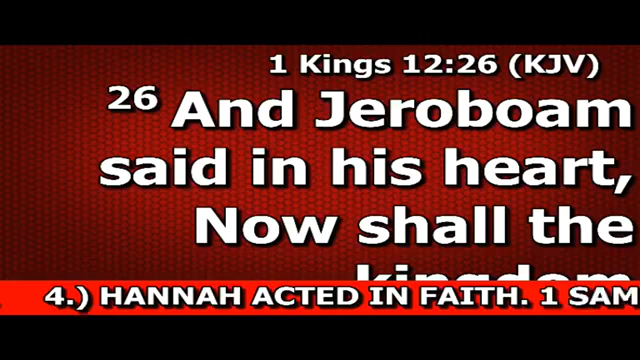 1 Kings 12:26 (KJV)
26 And Jeroboam
said in his heart,
Now shall the
kingdom
4.) HANNAH ACTED IN FAITH. 1 SAM